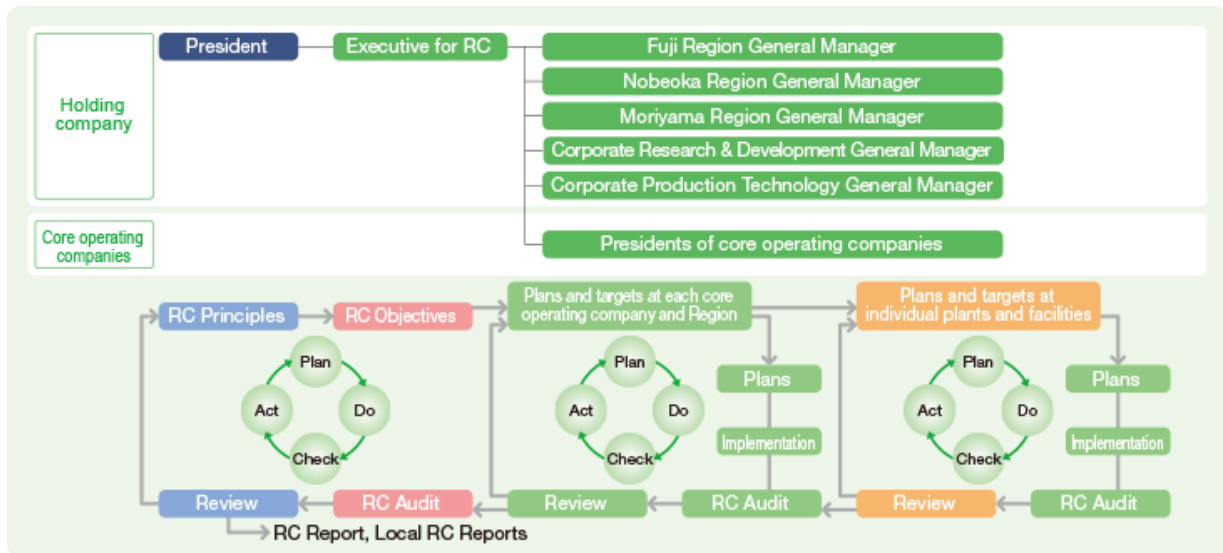 Holding
company
President
Executive for RC
Fuji Region General Manager
Nobeoka Region General Manager
Moriyama Region General Manager
Corporate Research & Development General Manager
Corporate Production Technology General Manager
Core operating
companies
Presidents of core operating companies
RC Principles
RC Objectives
Plans and targets at each core
operating company and Region
Plans and targets at
individual plants and facilities
Plan
Do
Check
Act
Plan
Do
Check
Act
Plans
Implementation
Plan
Do
Check
Act
Plans
Implementation
Review
RC Audit
Review
RC Audit
Review
RC Audit
RC Report, Local RC Reports